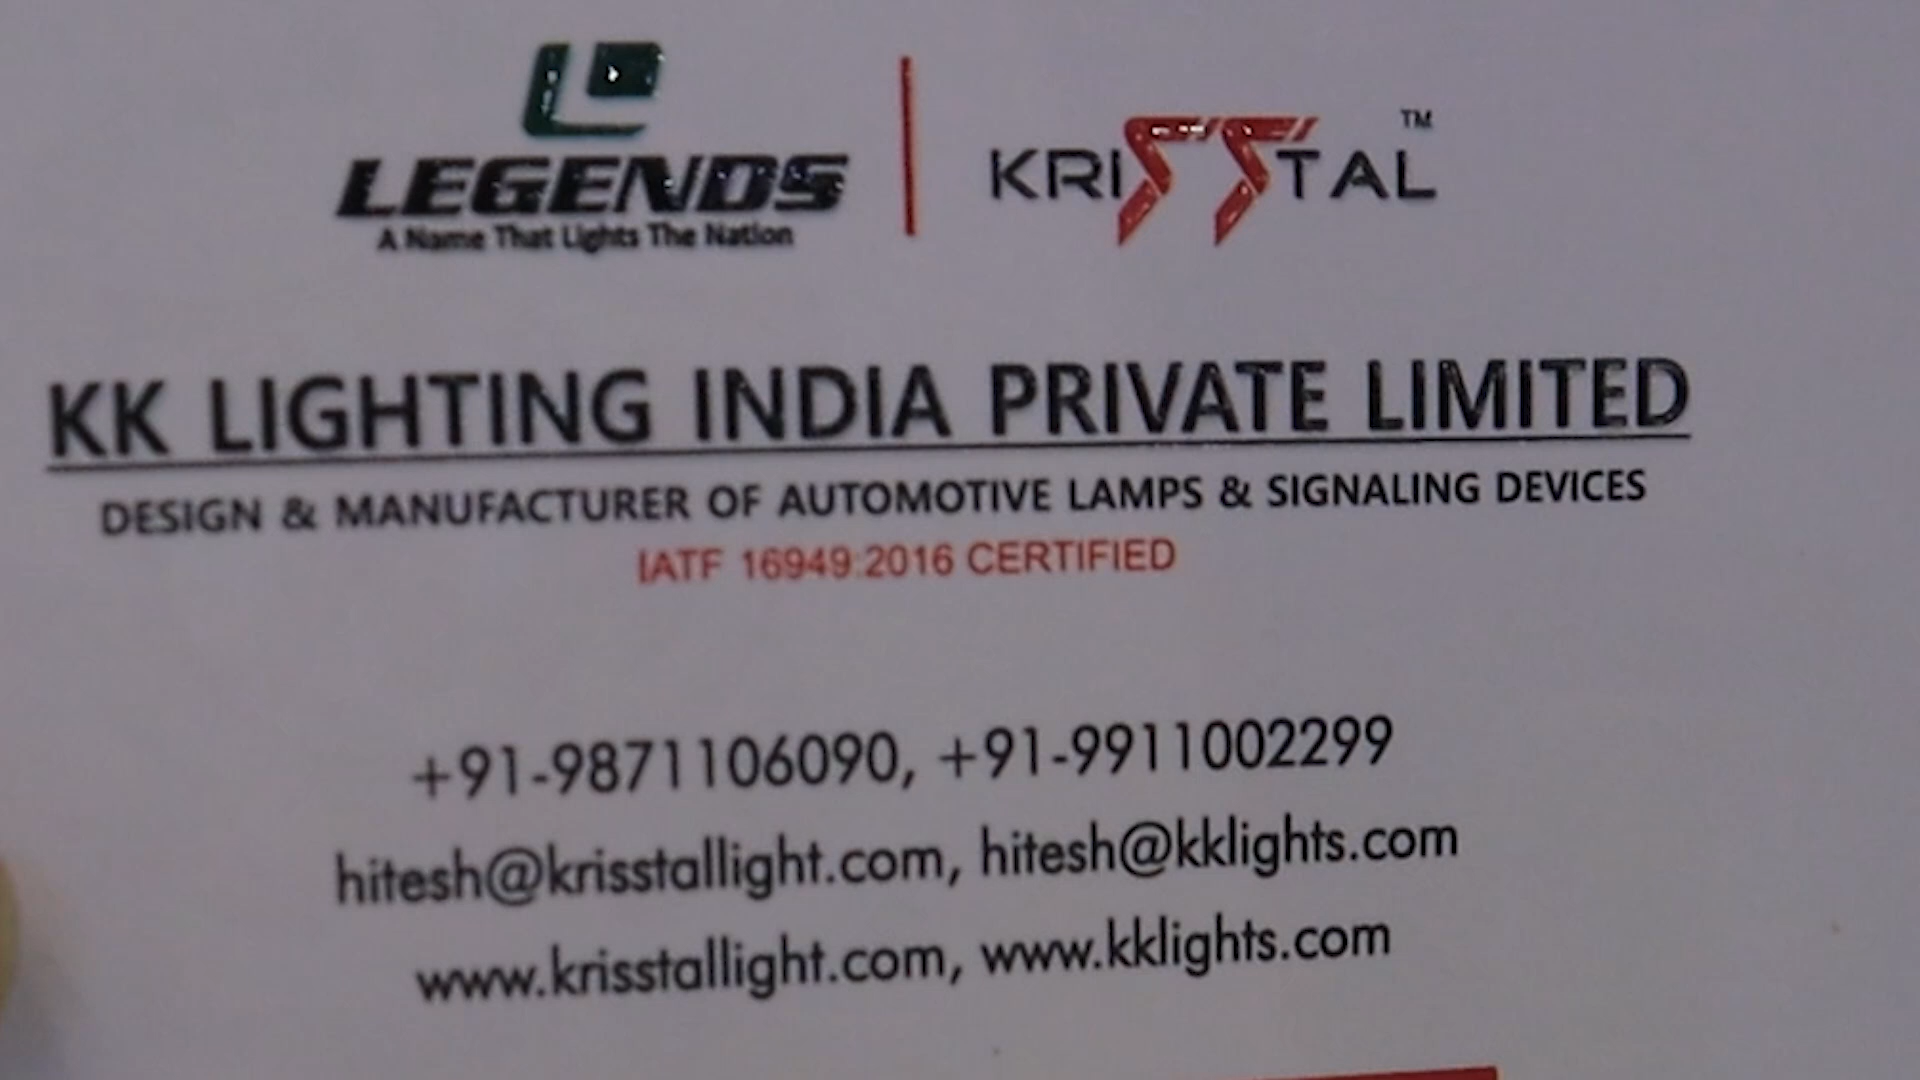 LEGENDS
A Name That Lights The Nation
KRISSTAL™
KK LIGHTING INDIA PRIVATE LIMITED
DESIGN & MANUFACTURER OF AUTOMOTIVE LAMPS & SIGNALING DEVICES
IATF 16949:2016 CERTIFIED
+91-9871106090, +91-9911002299
hitesh@krisstallight.com, hitesh@kklights.com
www.krisstallight.com, www.kklights.com